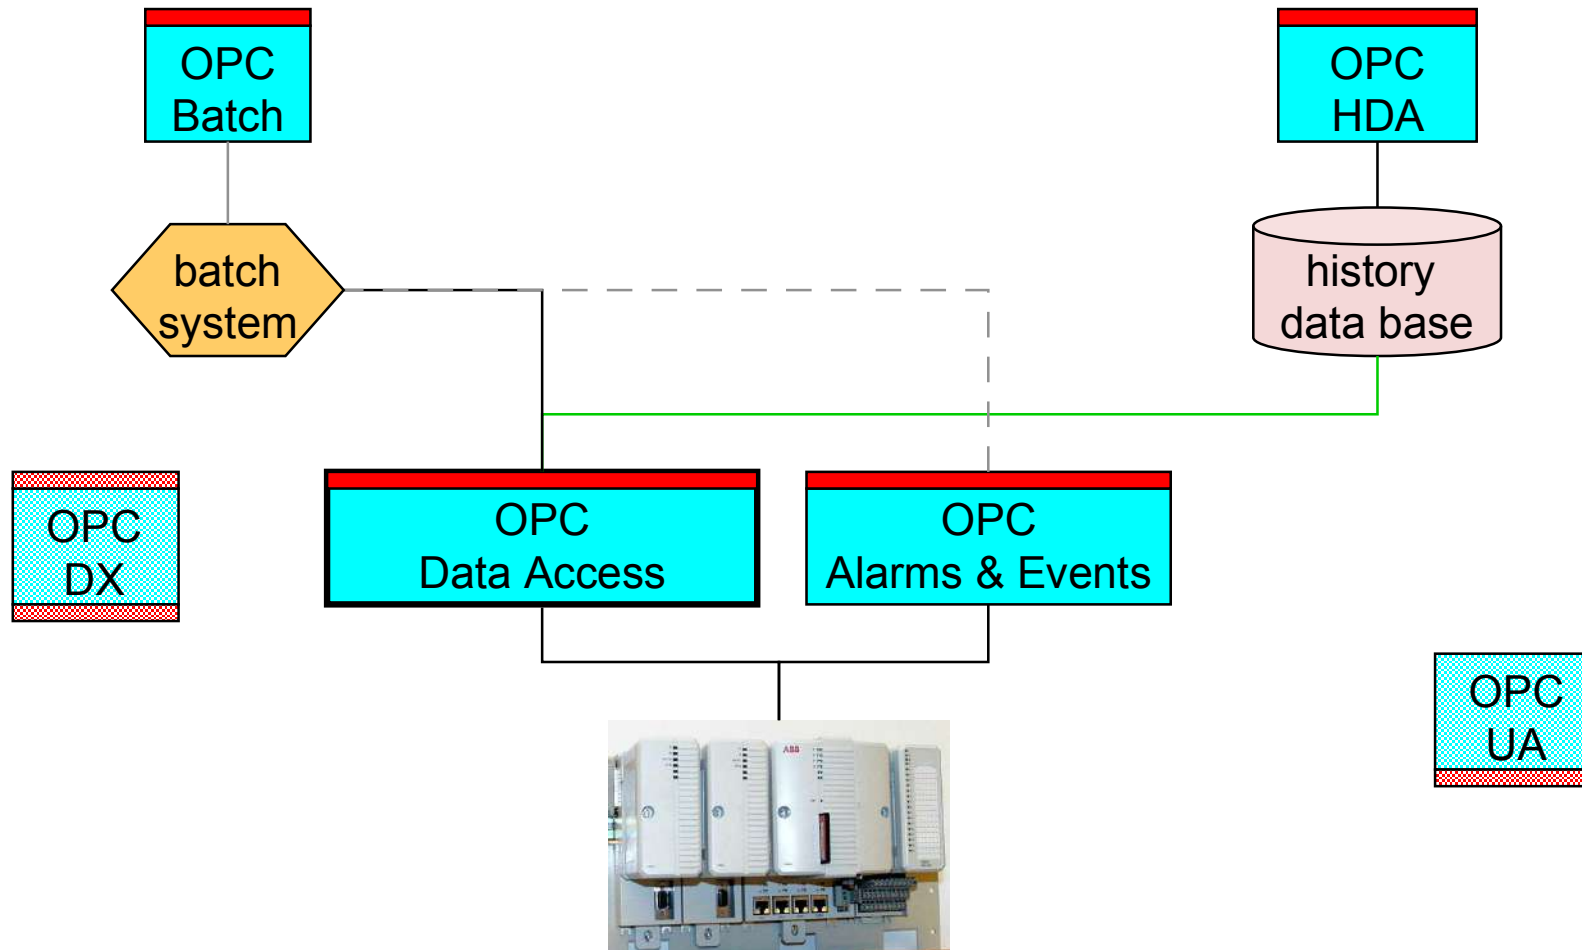 OPC
Batch
OPC
HDA
batch
system
history
data base
OPC
DX
OPC
Data Access
OPC
Alarms & Events
OPC
UA
ABB